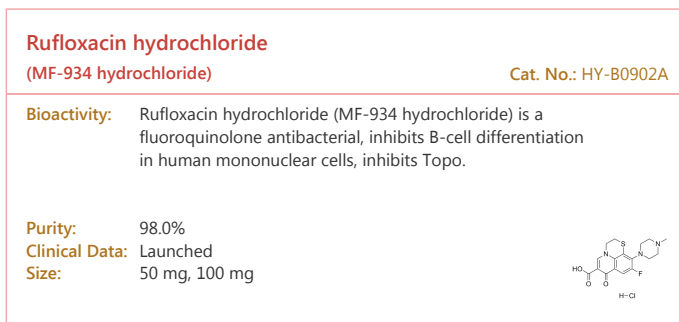 Rufloxacin hydrochloride
(MF-934 hydrochloride)
Cat. No.: HY-B0902A
Bioactivity: Rufloxacin hydrochloride (MF-934 hydrochloride) is a
fluoroquinolone antibacterial, inhibits B-cell differentiation
in human mononuclear cells, inhibits Topo.
Purity: 98.0%
Clinical Data: Launched
Size: 50 mg, 100 mg
S
N
N
N
HO
O
O
F
H-Cl